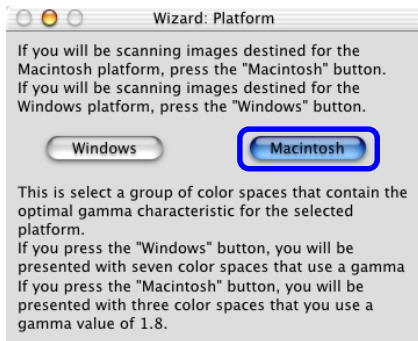 Wizard: Platform
If you will be scanning images destined for the
Macintosh platform, press the "Macintosh" button.
If you will be scanning images destined for the
Windows platform, press the "Windows" button.
Windows Macintosh
This is select a group of color spaces that contain the
optimal gamma characteristic for the selected
platform.
If you press the "Windows" button, you will be
presented with seven color spaces that use a gamma
If you press the "Macintosh" button, you will be
presented with three color spaces that you use a
gamma value of 1.8.